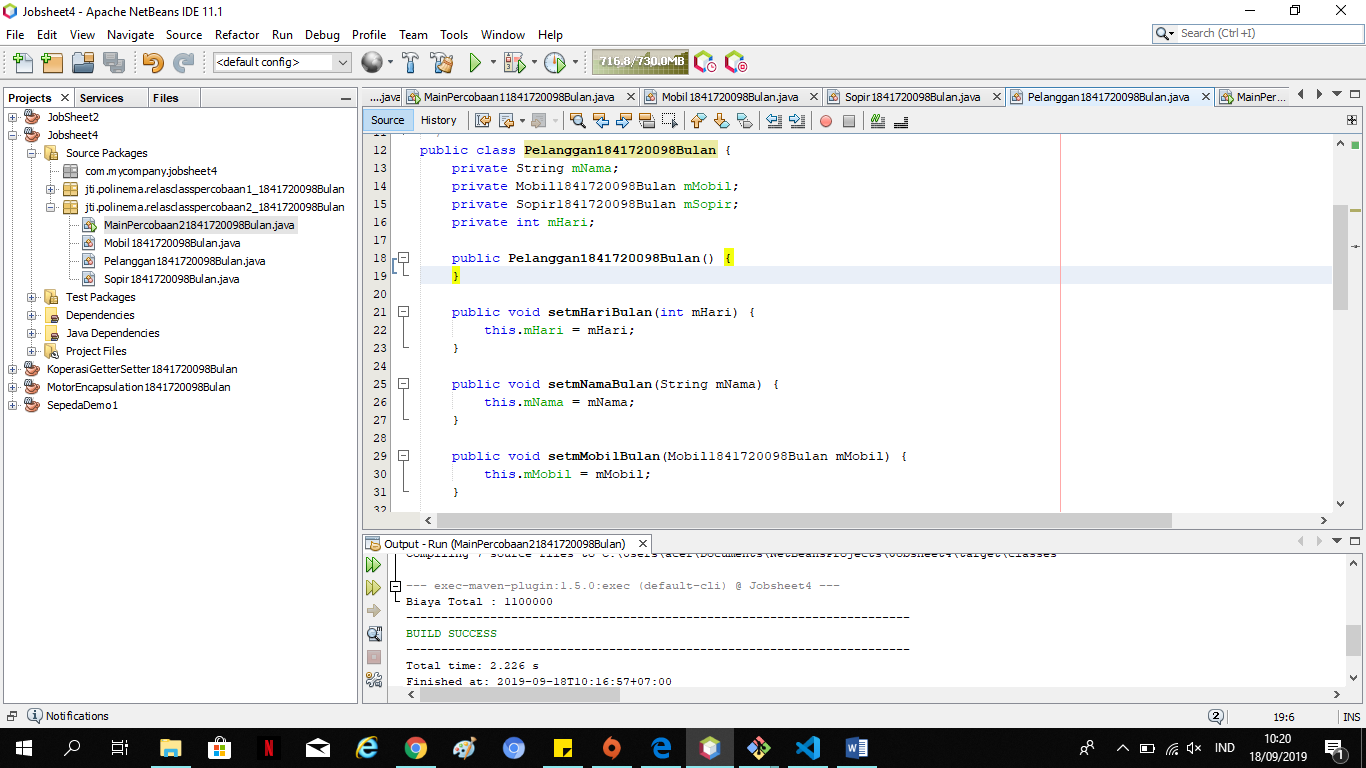 Jobsheet4 - Apache NetBeans IDE 11.1
File Edit View Navigate Source Refactor Run Debug Profile Team Tools Window Help
Search (Ctrl+I)
<default config>
716.8/730.0MB
Projects Services Files
JobSheet2
Jobsheet4
Source Packages
com.mycompany.jobsheet4
jti.polinema.relasclasspercobaan1_1841720098Bulan
jti.polinema.relasclasspercobaan2_1841720098Bulan
MainPercobaan21841720098Bulan.java
Mobil1841720098Bulan.java
Pelanggan1841720098Bulan.java
Sopir1841720098Bulan.java
Test Packages
Dependencies
Java Dependencies
Project Files
KoperasiGetterSetter1841720098Bulan
MotorEncapsulation1841720098Bulan
SepedaDemo1
....java MainPercobaan11841720098Bulan.java Mobil1841720098Bulan.java Sopir1841720098Bulan.java Pelanggan1841720098Bulan.java MainPer...
Source History
11 }
12 public class Pelanggan1841720098Bulan {
13 private String mNama;
14 private Mobil1841720098Bulan mMobil;
15 private Sopir1841720098Bulan mSopir;
16 private int mHari;
17
18 public Pelanggan1841720098Bulan() {
19 }
20
21 public void setmHariBulan(int mHari) {
22 this.mHari = mHari;
23 }
24
25 public void setmNamaBulan(String mNama) {
26 this.mNama = mNama;
27 }
28
29 public void setmMobilBulan(Mobil1841720098Bulan mMobil) {
30 this.mMobil = mMobil;
31 }
32
Output - Run (MainPercobaan21841720098Bulan)
Compiling 7 source files to C:\Users\acer\Documents\NetBeansProjects\Jobsheet4\target\classes
--- exec-maven-plugin:1.5.0:exec (default-cli) @ Jobsheet4 ---
Biaya Total : 1100000
------------------------------------------------------------------------
BUILD SUCCESS
------------------------------------------------------------------------
Total time: 2.226 s
Finished at: 2019-09-18T10:16:57+07:00
Notifications
2
19:6
INS
IND
10:20
18/09/2019
1